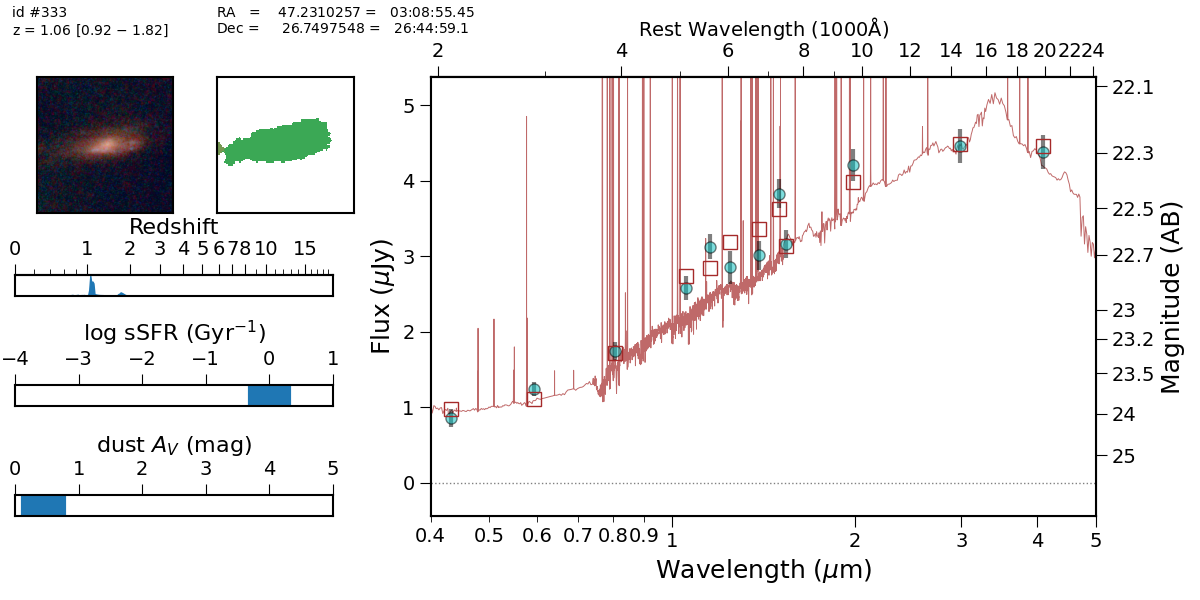 id #333
z = 1.06 [0.92 − 1.82]
RA = 47.2310257 = 03:08:55.45
Dec = 26.7497548 = 26:44:59.1
Redshift
0 1 2 3 4 5 6 7 8 10 15
log sSFR (Gyr⁻¹)
−4 −3 −2 −1 0 1
dust A_V (mag)
0 1 2 3 4 5
Rest Wavelength (1000Å)
2 4 6 8 10 12 14 16 18 20 22 24
Flux (μJy)
5
4
3
2
1
0
22.1
22.3
22.5
22.7
23
23.2
23.5
24
25
Magnitude (AB)
0.4 0.5 0.6 0.7 0.8 0.9 1 2 3 4 5
Wavelength (μm)